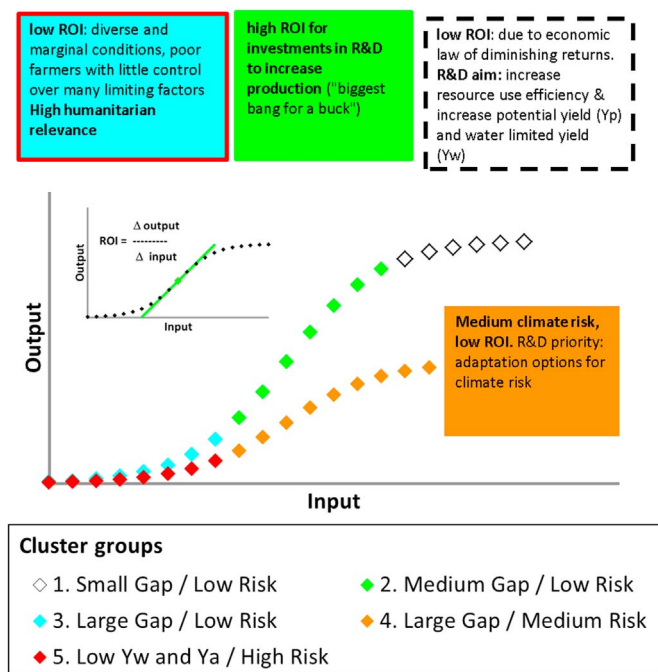 low ROI: diverse and
marginal conditions, poor
farmers with little control
over many limiting factors
High humanitarian
relevance
high ROI for
investments in R&D
to increase
production ("biggest
bang for a buck")
low ROI: due to economic
law of diminishing returns.
R&D aim: increase
resource use efficiency &
increase potential yield (Yp)
and water limited yield
(Yw)
Output
Δ output
ROI = ---------
Δ input
Output
Input
Medium climate risk,
low ROI. R&D priority:
adaptation options for
climate risk
Input
Cluster groups
1. Small Gap / Low Risk
2. Medium Gap / Low Risk
3. Large Gap / Low Risk
4. Large Gap / Medium Risk
5. Low Yw and Ya / High Risk